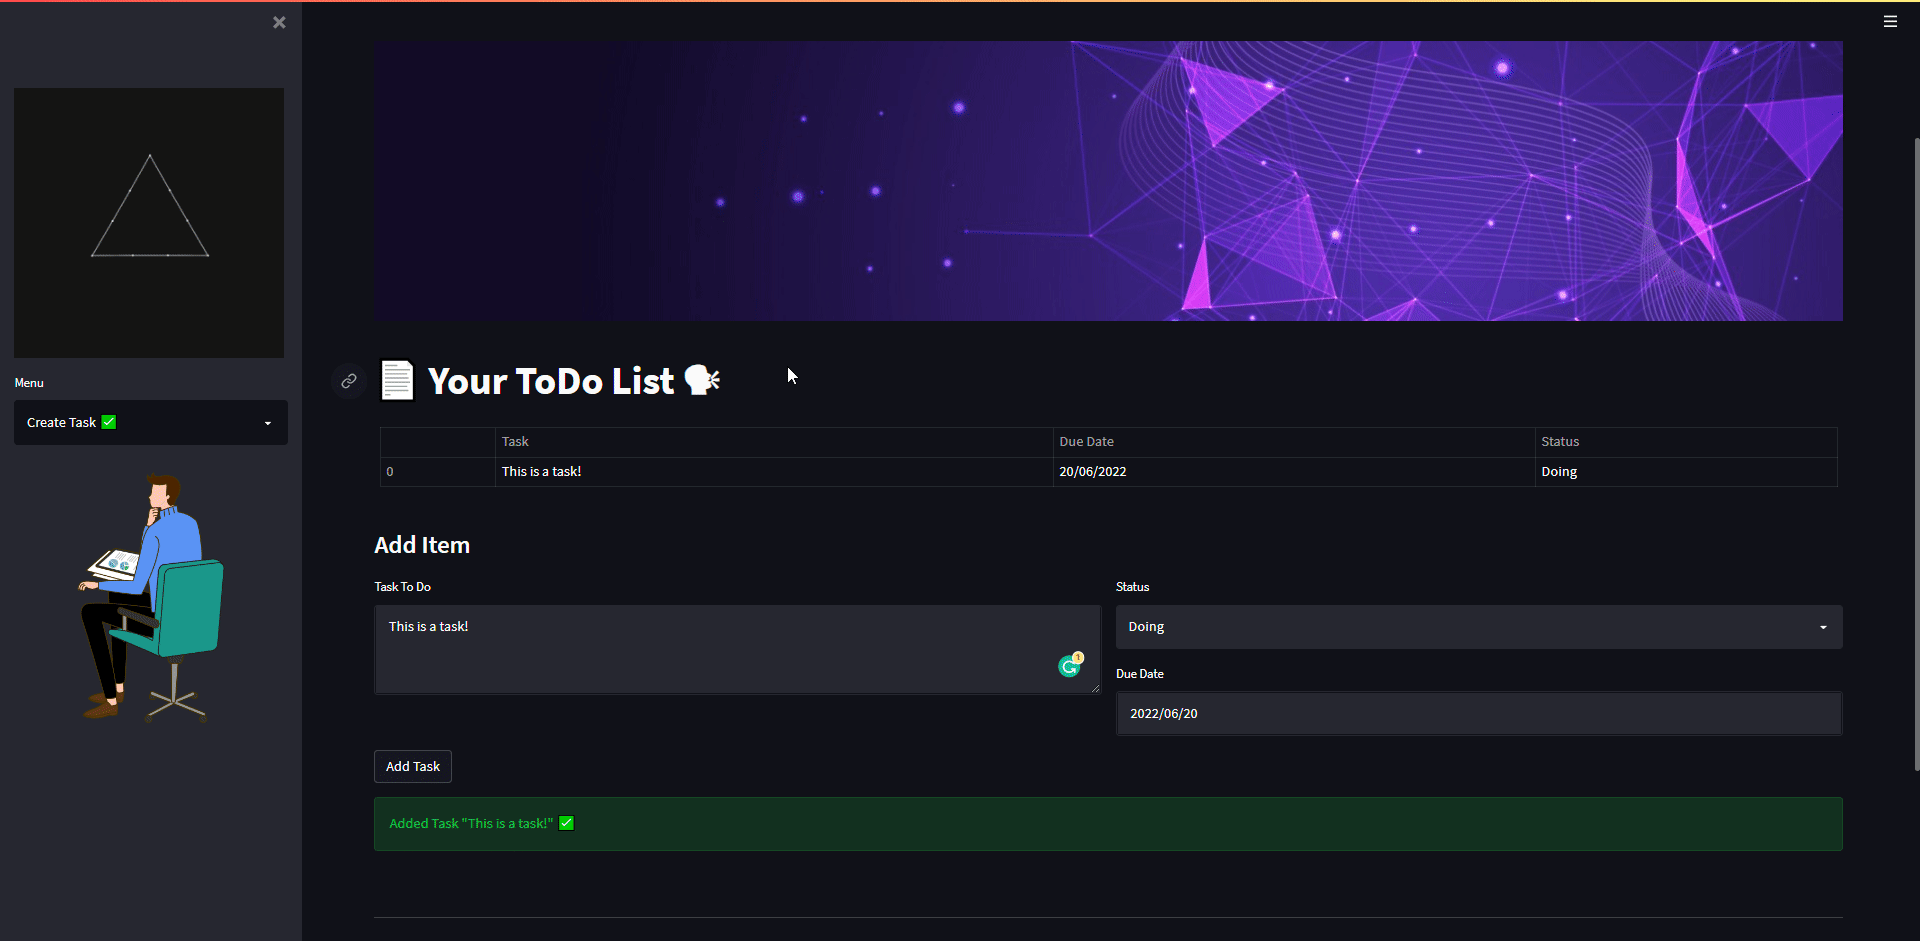 Menu
Create Task ✅
📄 Your ToDo List 🗣
Task Due Date Status
0 This is a task! 20/06/2022 Doing
Add Item
Task To Do
This is a task!
1
Status
Doing
Due Date
2022/06/20
Add Task
Added Task "This is a task!" ✅